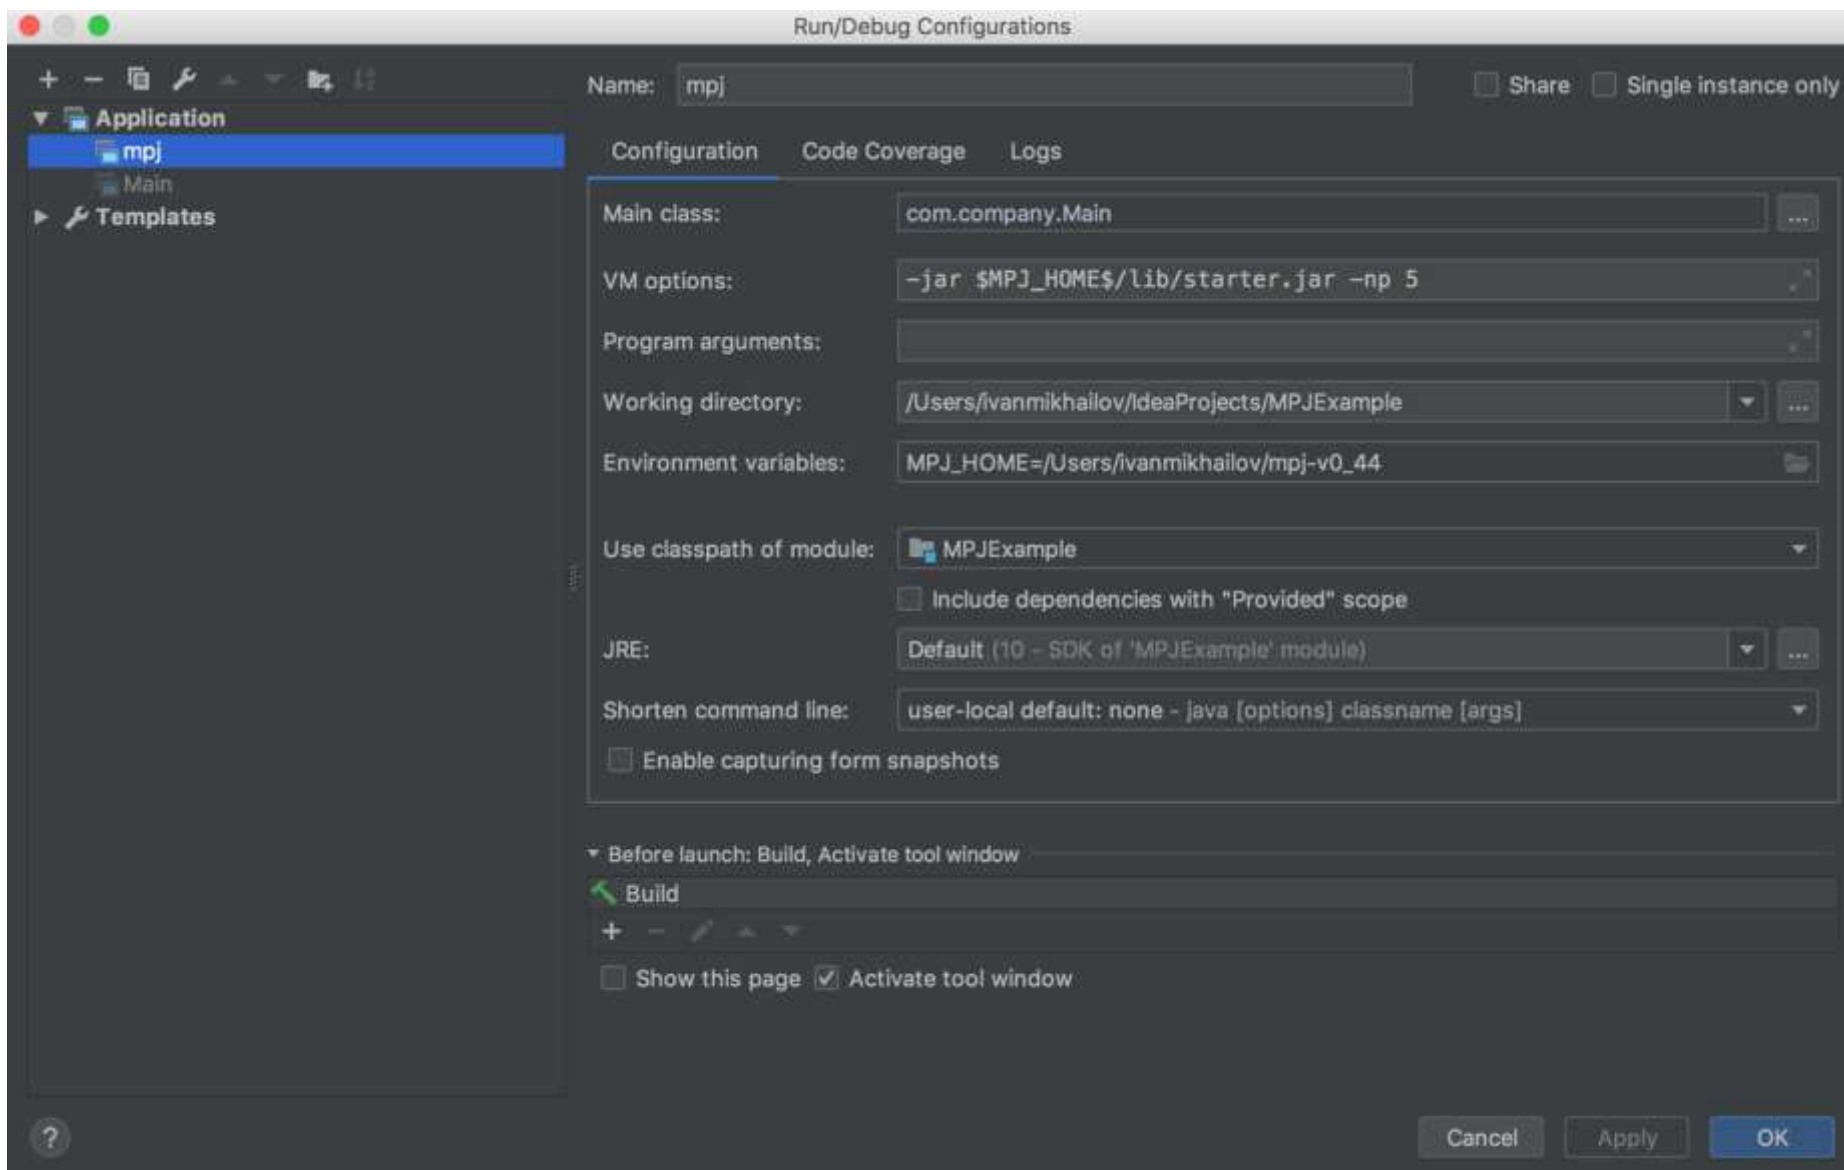 Run/Debug Configurations
Name: mpj Share Single instance only
Application
mpj
Main
Templates
Configuration Code Coverage Logs
Main class: com.company.Main ...
VM options: -jar $MPJ_HOME$/lib/starter.jar -np 5
Program arguments:
Working directory: /Users/ivanmikhailov/IdeaProjects/MPJExample ...
Environment variables: MPJ_HOME=/Users/ivanmikhailov/mpj-v0_44
Use classpath of module: MPJExample
Include dependencies with "Provided" scope
JRE: Default (10 - SDK of 'MPJExample' module) ...
Shorten command line: user-local default: none - java [options] classname [args]
Enable capturing form snapshots
Before launch: Build, Activate tool window
Build
Show this page Activate tool window
? Cancel Apply OK